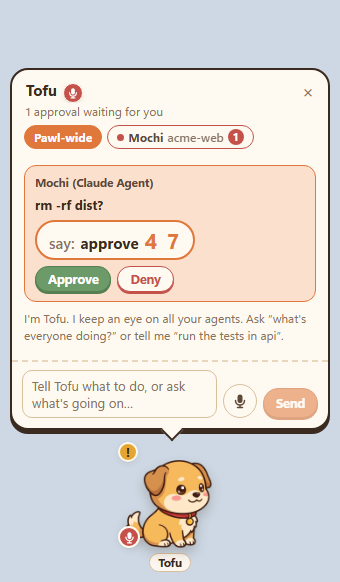 Tofu
×
1 approval waiting for you
Pawl-wide
Mochi acme-web 1
Mochi (Claude Agent)
rm -rf dist?
say: approve 4 7
Approve
Deny
I'm Tofu. I keep an eye on all your agents. Ask “what's
everyone doing?” or tell me “run the tests in api”.
Tell Tofu what to do, or ask
what's going on...
Send
!
Tofu